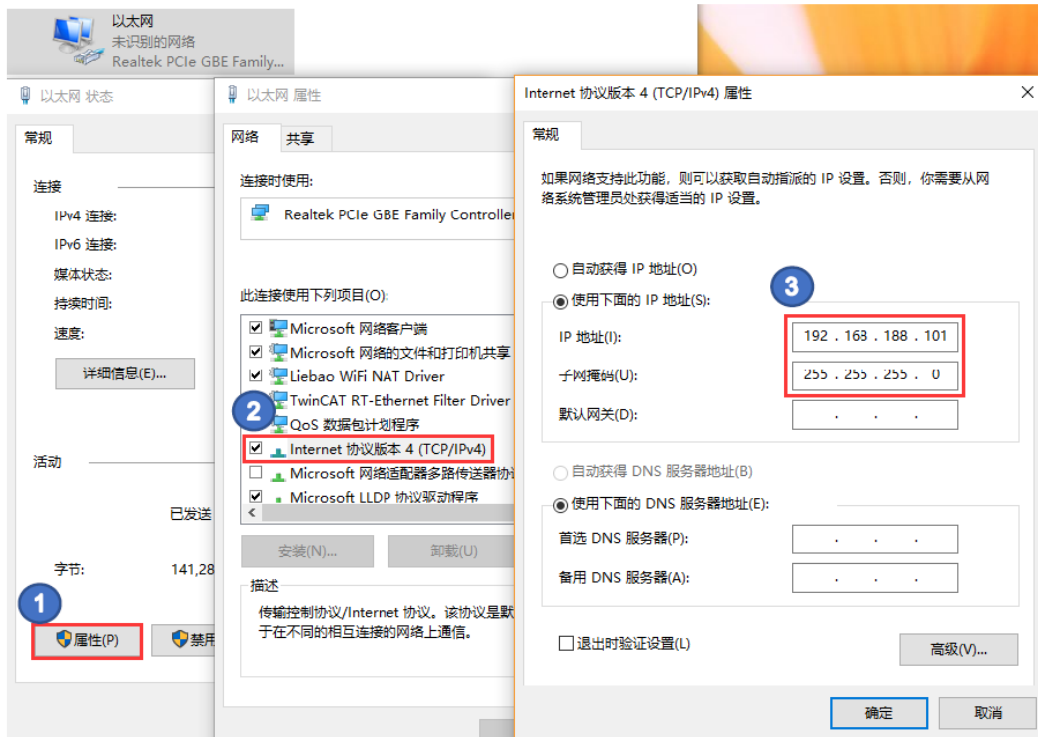 以太网
未识别的网络
Realtek PCIe GBE Family...
以太网 状态
常规
连接
IPv4 连接:
IPv6 连接:
媒体状态:
持续时间:
速度:
详细信息(E)...
活动
已发送
字节:
141,28
1
属性(P)
禁用
以太网 属性
网络
共享
连接时使用:
Realtek PCIe GBE Family Controller
此连接使用下列项目(O):
Microsoft 网络客户端
Microsoft 网络的文件和打印机共享
Liebao WiFi NAT Driver
TwinCAT RT-Ethernet Filter Driver
2
QoS 数据包计划程序
Internet 协议版本 4 (TCP/IPv4)
Microsoft 网络适配器多路传送器协议
Microsoft LLDP 协议驱动程序
安装(N)...
卸载(U)
描述
传输控制协议/Internet 协议。该协议是默
于在不同的相互连接的网络上通信。
Internet 协议版本 4 (TCP/IPv4) 属性
常规
如果网络支持此功能，则可以获取自动指派的 IP 设置。否则，你需要从网
络系统管理员处获得适当的 IP 设置。
自动获得 IP 地址(O)
3
使用下面的 IP 地址(S):
IP 地址(I):
192 . 168 . 188 . 101
子网掩码(U):
255 . 255 . 255 . 0
默认网关(D):
自动获得 DNS 服务器地址(B)
使用下面的 DNS 服务器地址(E):
首选 DNS 服务器(P):
备用 DNS 服务器(A):
退出时验证设置(L)
高级(V)...
确定
取消